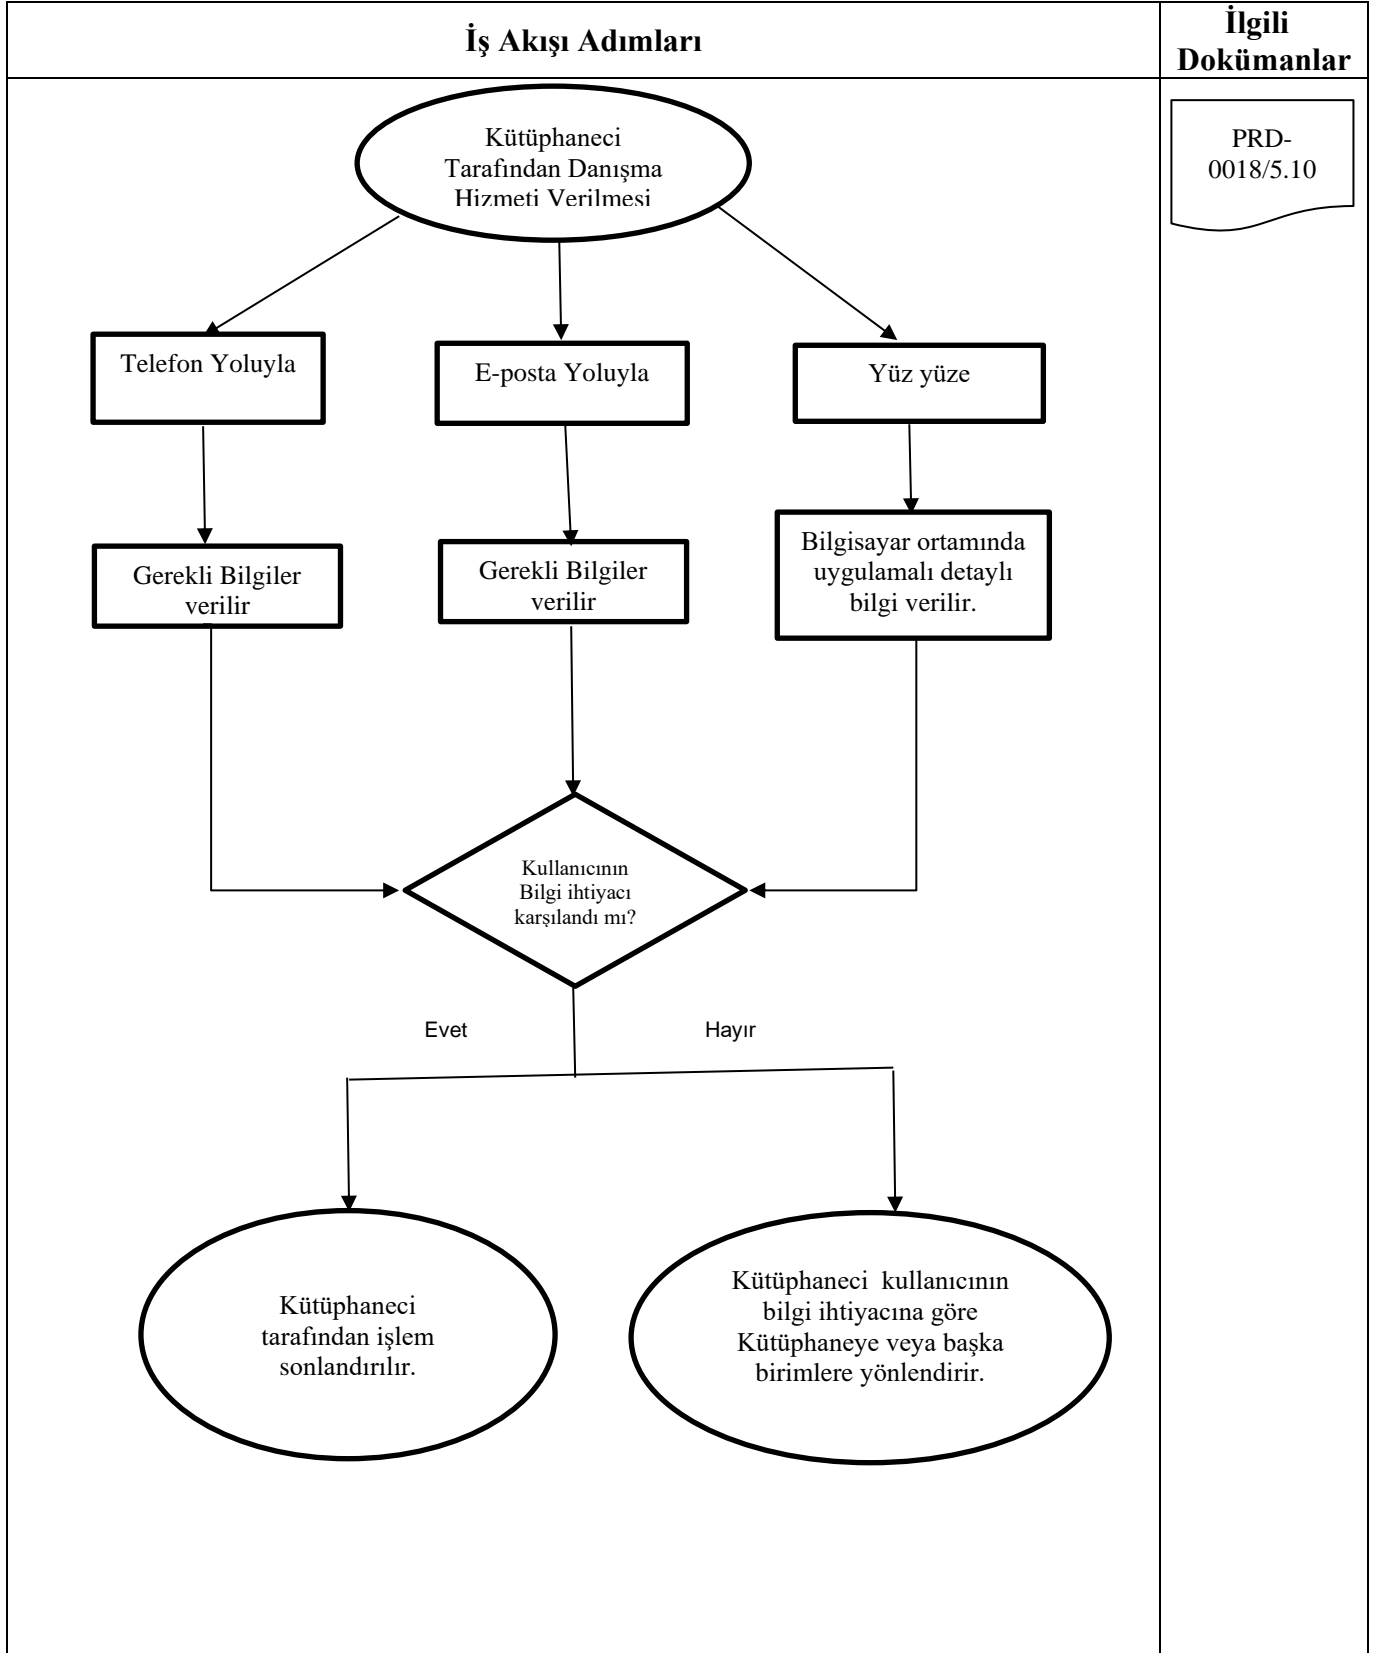 İş Akışı Adımları
İlgili
Dokümanlar
Kütüphaneci
Tarafından Danışma
Hizmeti Verilmesi
PRD-
0018/5.10
Telefon Yoluyla
E-posta Yoluyla
Yüz yüze
Gerekli Bilgiler
verilir
Gerekli Bilgiler
verilir
Bilgisayar ortamında
uygulamalı detaylı
bilgi verilir.
Kullanıcının
Bilgi ihtiyacı
karşılandı mı?
Evet
Hayır
Kütüphaneci
tarafından işlem
sonlandırılır.
Kütüphaneci  kullanıcının
bilgi ihtiyacına göre
Kütüphaneye veya başka
birimlere yönlendirir.